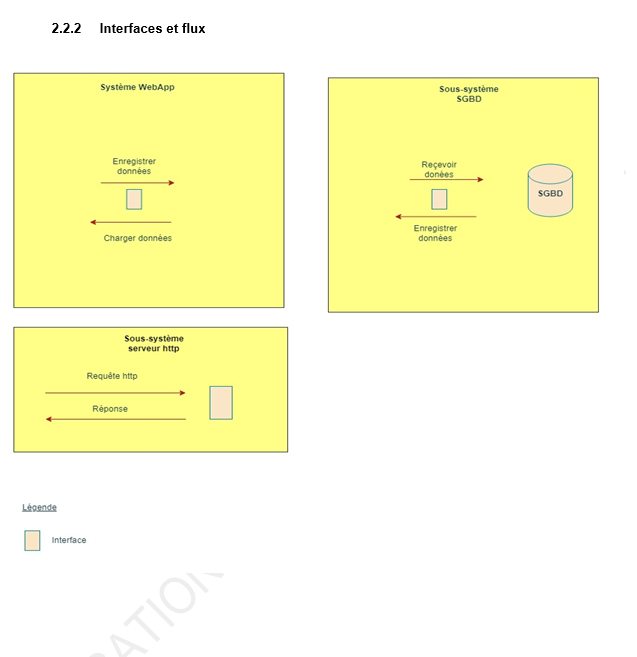 2.2.2 Interfaces et flux
Système WebApp
Enregistrer
données
Charger données
Sous-système
SGBD
Reçevoir
donées
SGBD
Enregistrer
données
Sous-système
serveur http
Requête http
Réponse
Légende
Interface
RATION